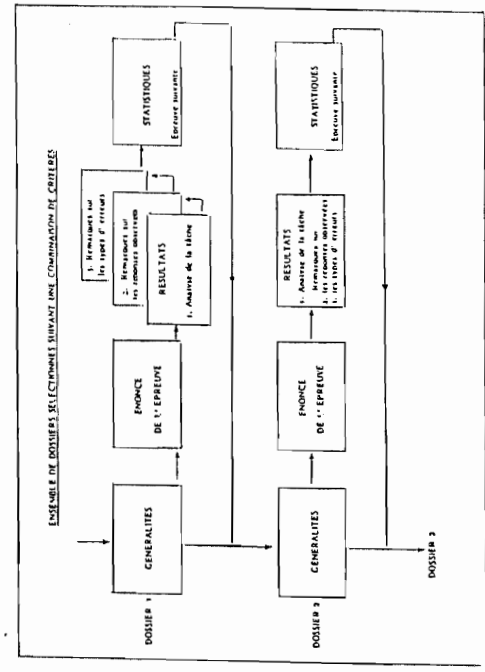 ENSEMBLE DE DOSSIERS SELECTIONNES SUIVANT UNE COMBINAISON DE CRITERES
DOSSIER 1
GENERALITES
ENONCE
DE L' EPREUVE
3. Remarques sur
les types d' erreurs
2. Remarques sur
les reponses observées
RESULTATS
1. Analyse de la tâche
STATISTIQUES
Epreuve suivante
DOSSIER 2
GENERALITES
ENONCE
DE L' EPREUVE
RESULTATS
1. Analyse de la tâche
Remarques sur
2. les reponses observées
3. les types d' erreurs
STATISTIQUES
Epreuve suivante
DOSSIER 3